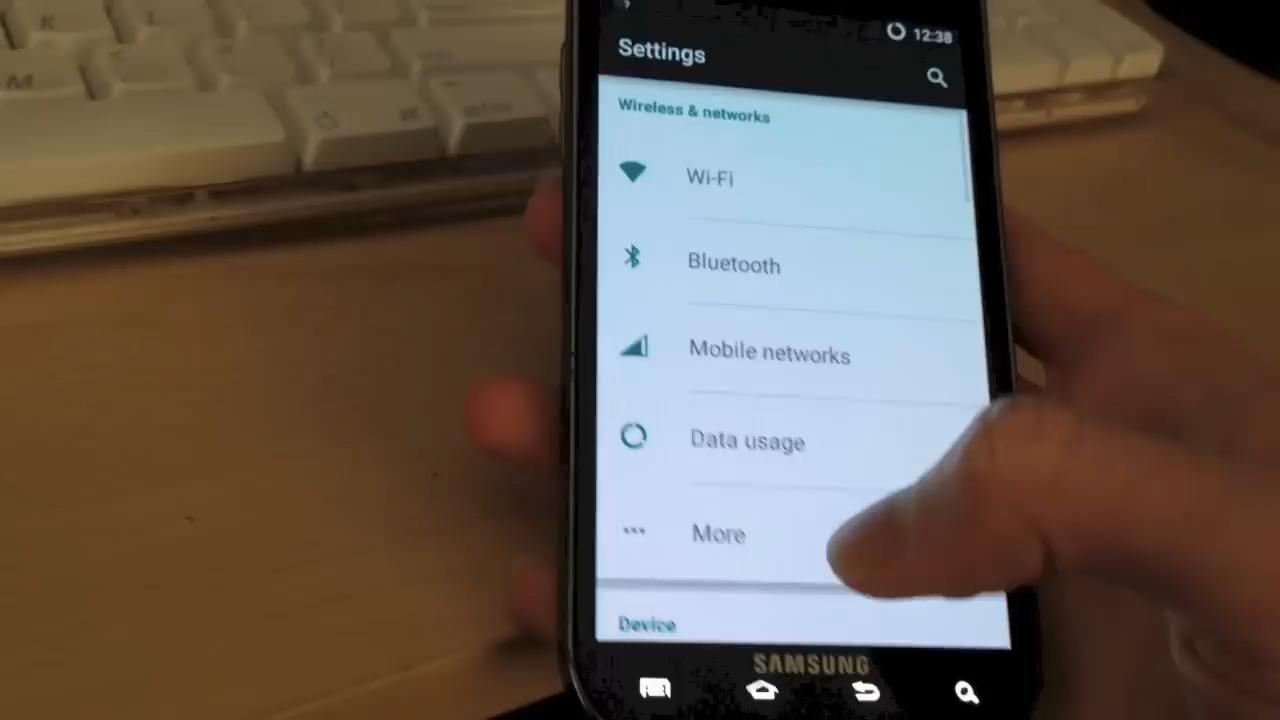 K
L
M
12:38
Settings
Wireless & networks
Wi-Fi
Bluetooth
Mobile networks
Data usage
More
Device
SAMSUNG